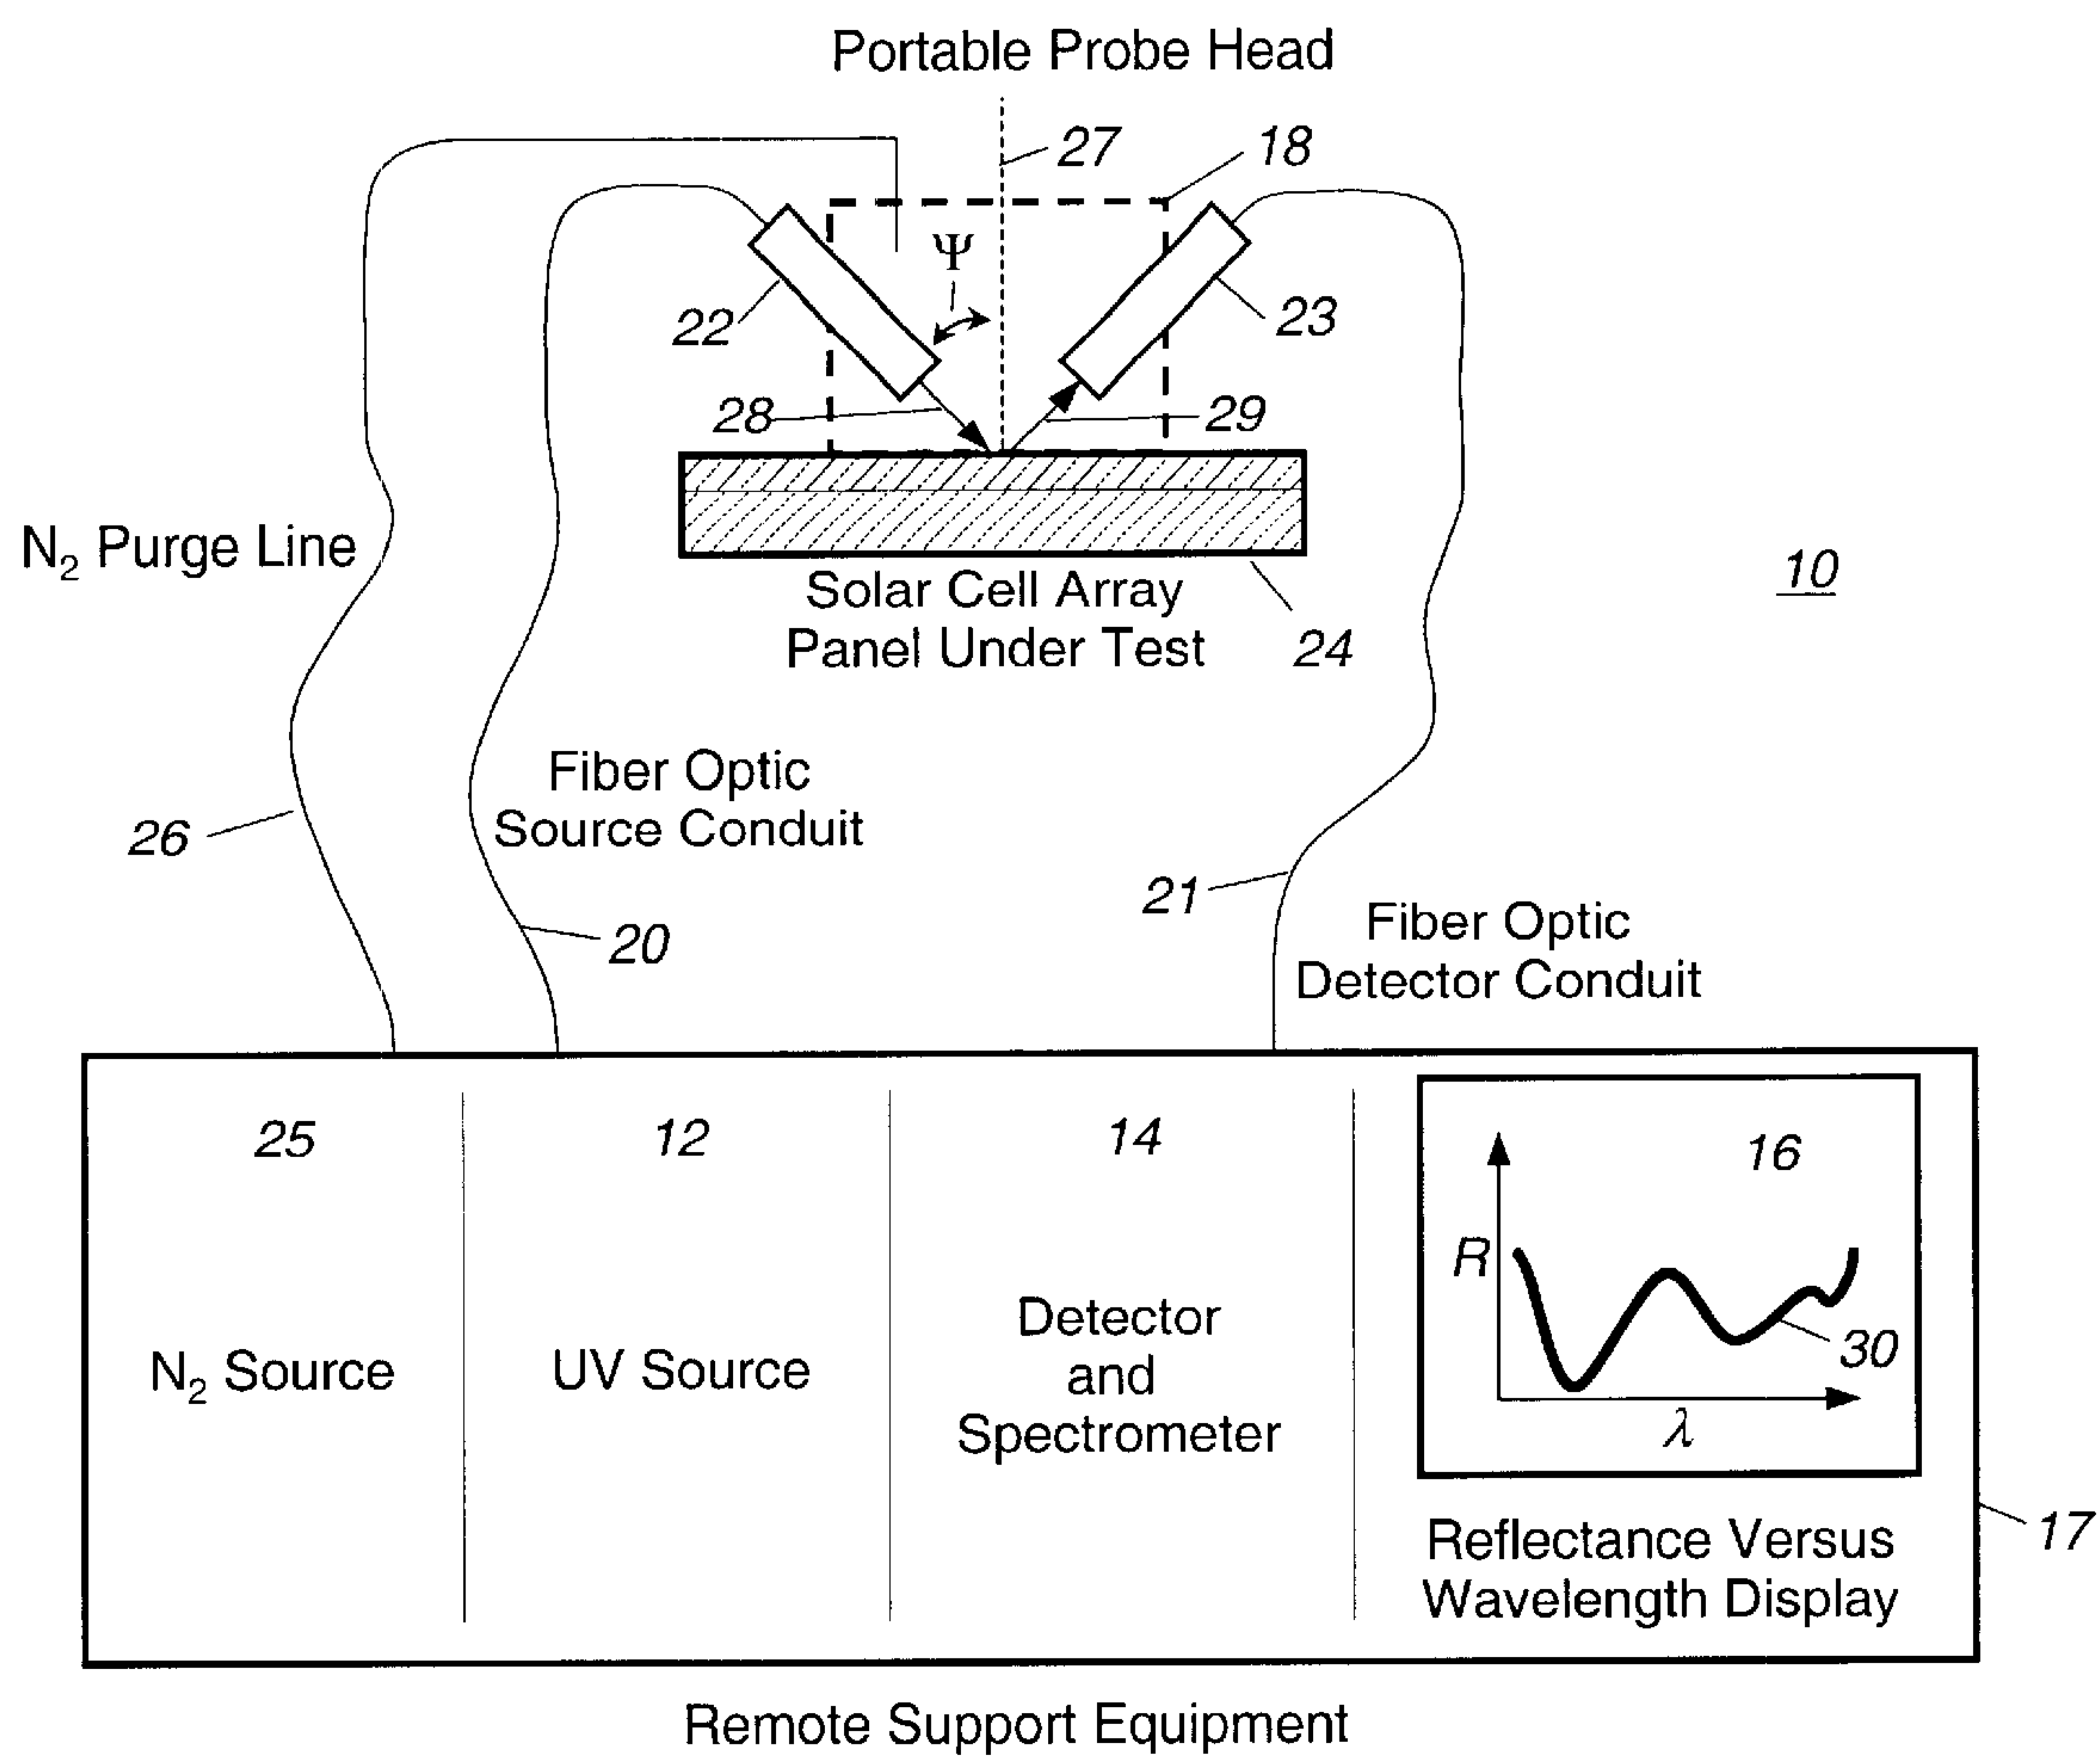 Portable Probe Head
27
18
Ψ
22
23
28
29
N₂ Purge Line
10
Solar Cell Array
Panel Under Test
24
Fiber Optic
Source Conduit
26
21
20
Fiber Optic
Detector Conduit
25
12
14
16
R
30
λ
N₂ Source
UV Source
Detector
and
Spectrometer
Reflectance Versus
Wavelength Display
17
Remote Support Equipment